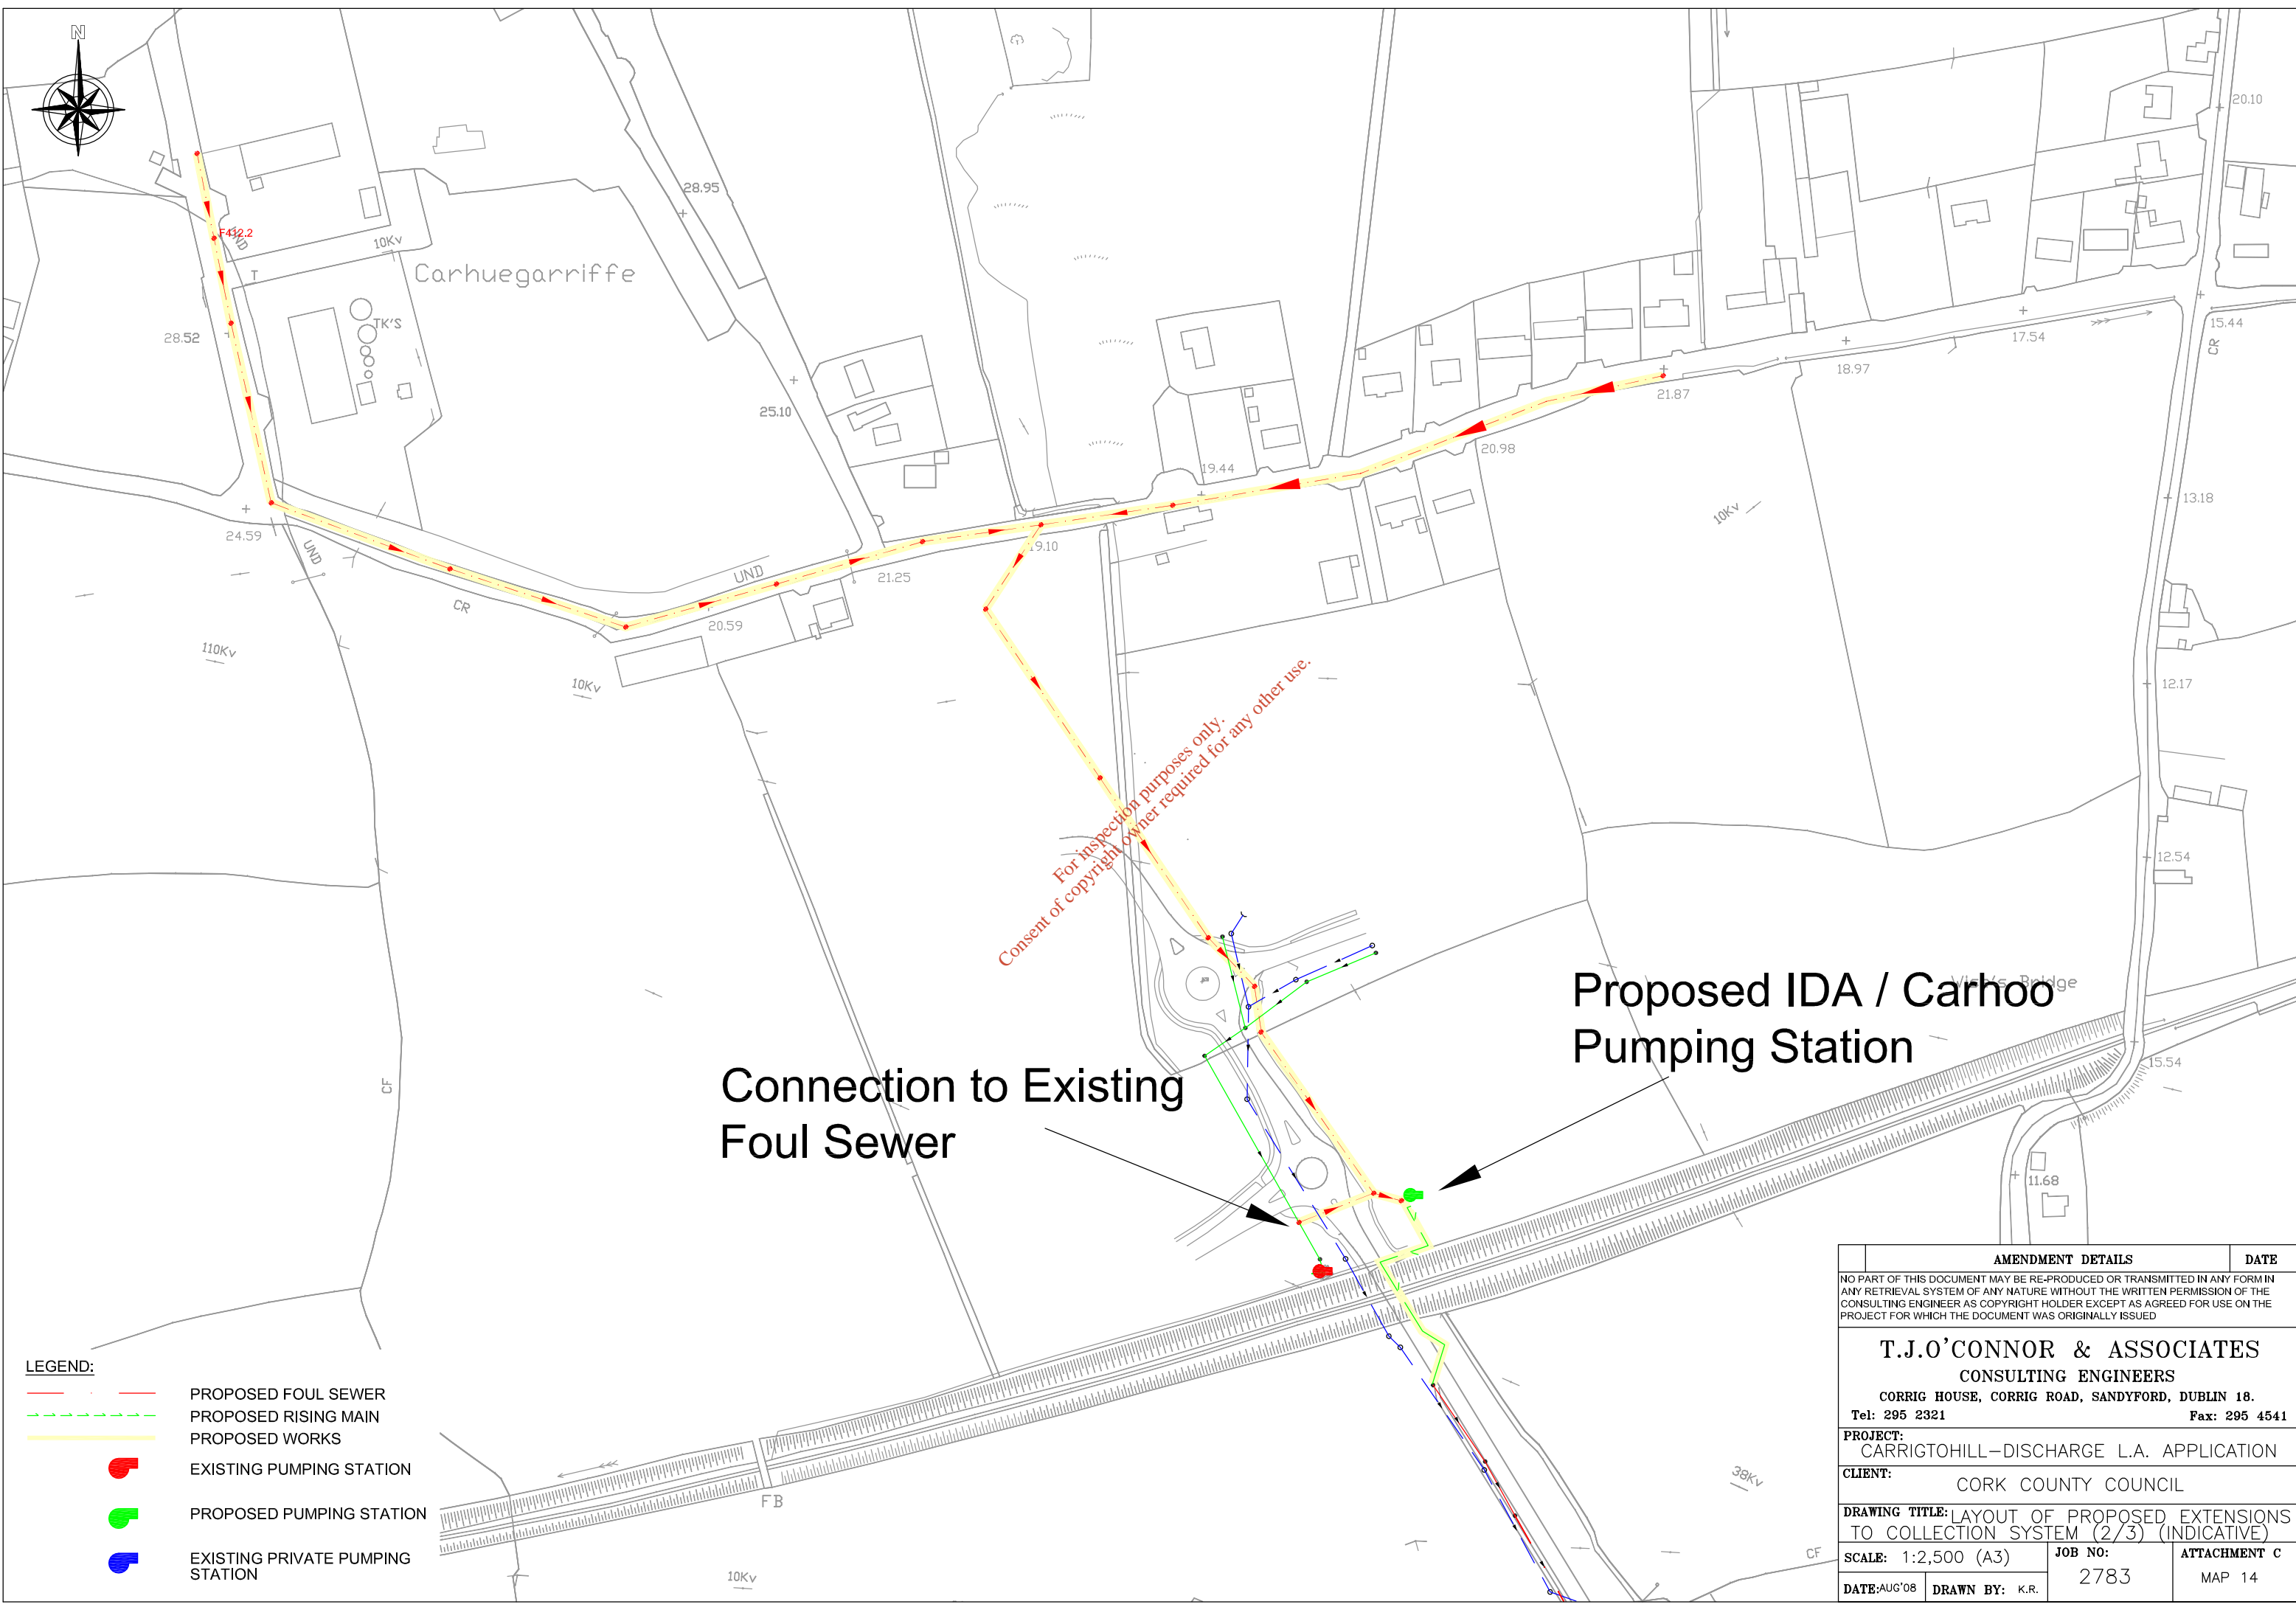 N
20.10
28.95
F412.2
UND
10Kv
T
Carhuegarriffe
TK'S
28.52
15.44
CR
17.54
18.97
21.87
25.10
20.98
19.44
13.18
10Kv
24.59
UND
19.10
21.25
UND
CR
20.59
110Kv
10Kv
12.17
For inspection purposes only.
Consent of copyright owner required for any other use.
12.54
Proposed IDA / Carhoo
Pumping Station
Bridge
15.54
Connection to Existing
Foul Sewer
CF
11.68
38Kv
FB
10Kv
CF
LEGEND:
PROPOSED FOUL SEWER
PROPOSED RISING MAIN
PROPOSED WORKS
EXISTING PUMPING STATION
PROPOSED PUMPING STATION
EXISTING PRIVATE PUMPING
STATION
AMENDMENT DETAILS DATE
NO PART OF THIS DOCUMENT MAY BE RE-PRODUCED OR TRANSMITTED IN ANY FORM IN
ANY RETRIEVAL SYSTEM OF ANY NATURE WITHOUT THE WRITTEN PERMISSION OF THE
CONSULTING ENGINEER AS COPYRIGHT HOLDER EXCEPT AS AGREED FOR USE ON THE
PROJECT FOR WHICH THE DOCUMENT WAS ORIGINALLY ISSUED
T.J.O'CONNOR & ASSOCIATES
CONSULTING ENGINEERS
CORRIG HOUSE, CORRIG ROAD, SANDYFORD, DUBLIN 18.
Tel: 295 2321 Fax: 295 4541
PROJECT:
CARRIGTOHILL-DISCHARGE L.A. APPLICATION
CLIENT:
CORK COUNTY COUNCIL
DRAWING TITLE: LAYOUT OF PROPOSED EXTENSIONS
TO COLLECTION SYSTEM (2/3) (INDICATIVE)
SCALE: 1:2,500 (A3)
JOB NO:
2783
ATTACHMENT C
MAP 14
DATE: AUG'08 DRAWN BY: K.R.